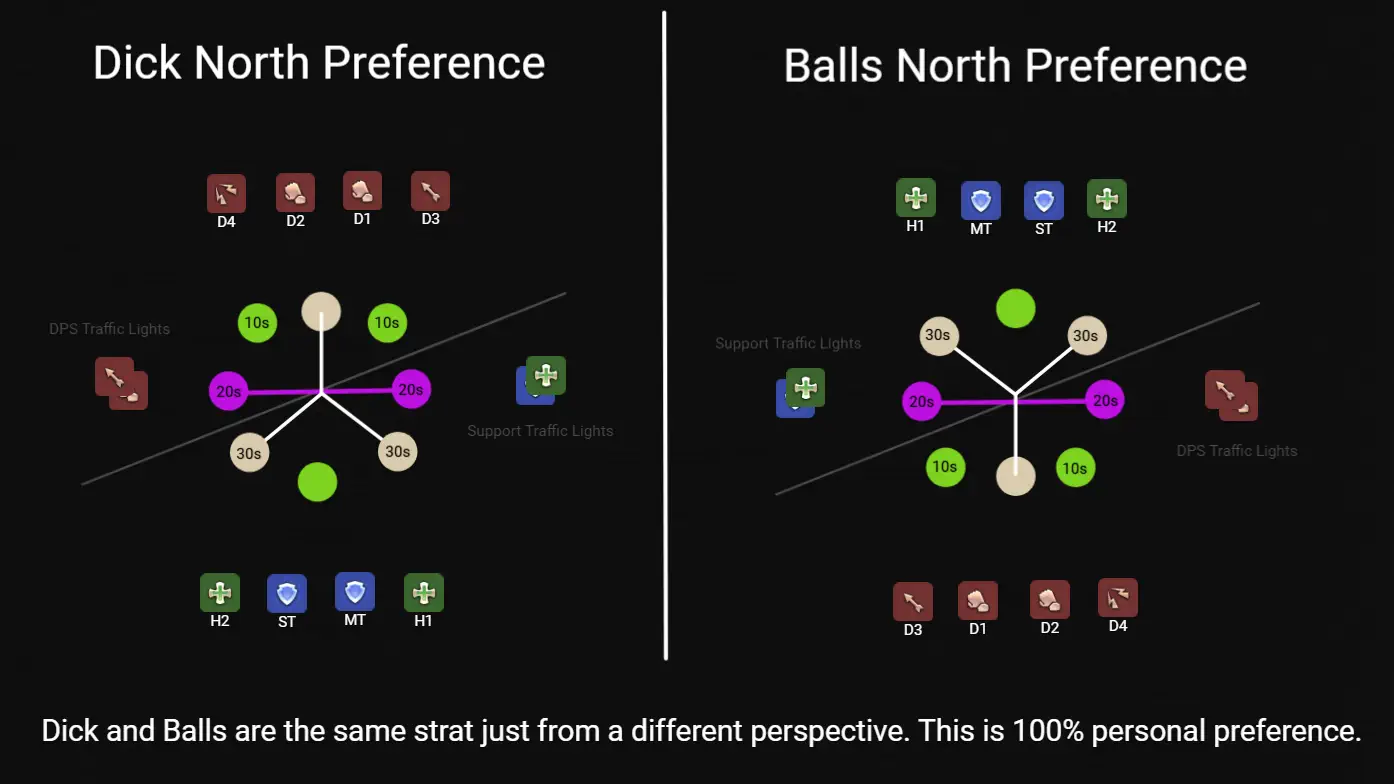 Dick North Preference
D4 D2 D1 D3
10s 10s
DPS Traffic Lights
20s 20s
Support Traffic Lights
30s 30s
H2 ST MT H1
Balls North Preference
H1 MT ST H2
30s 30s
Support Traffic Lights
20s 20s
DPS Traffic Lights
10s 10s
D3 D1 D2 D4
Dick and Balls are the same strat just from a different perspective. This is 100% personal preference.